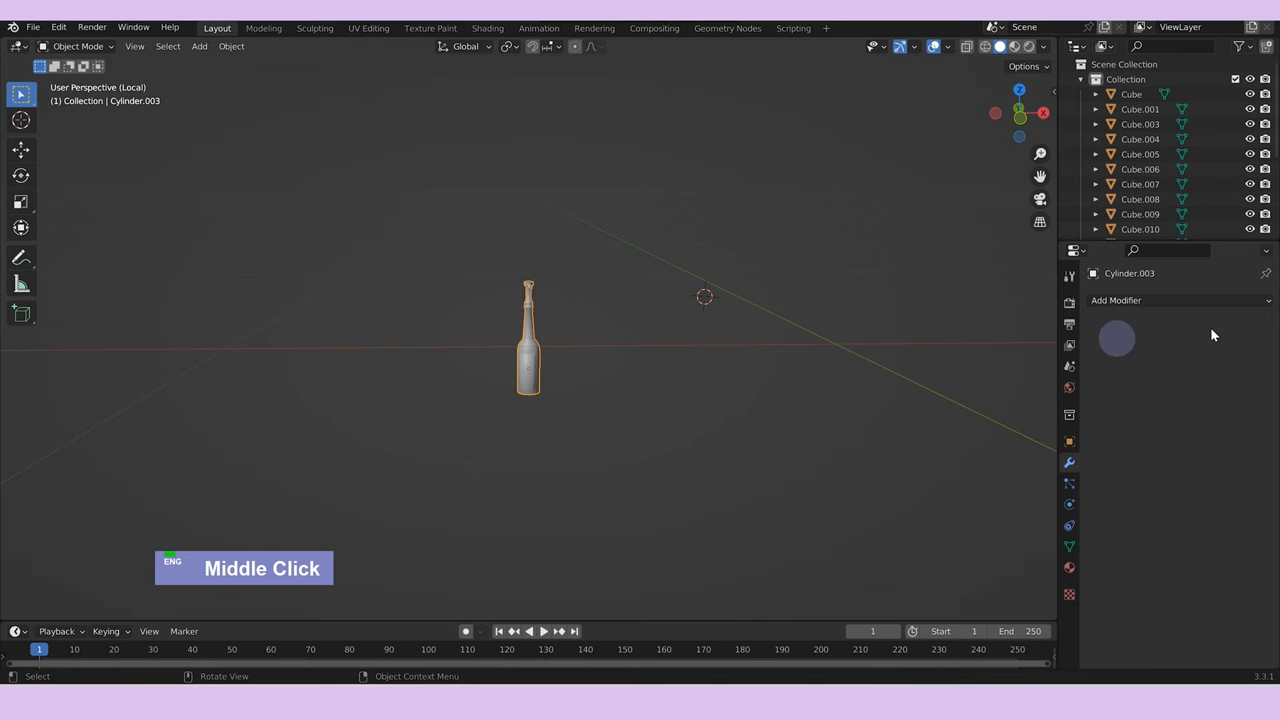 File Edit Render Window Help Layout Modeling Sculpting UV Editing Texture Paint Shading Animation Rendering Compositing Geometry Nodes Scripting + Scene ViewLayer
Object Mode View Select Add Object Global
Options
User Perspective (Local)
(1) Collection | Cylinder.003
Z
Y
X
Scene Collection
Collection
Cube
Cube.001
Cube.003
Cube.004
Cube.005
Cube.006
Cube.007
Cube.008
Cube.009
Cube.010
Cylinder.003
Add Modifier
ENG
Middle Click
Playback Keying View Marker 1 Start 1 End 250
1 10 20 30 40 50 60 70 80 90 100 110 120 130 140 150 160 170 180 190 200 210 220 230 240 250
Select Rotate View Object Context Menu 3.3.1